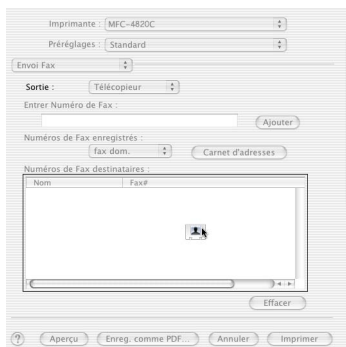 Imprimante : MFC-4820C
Préréglages : Standard
Envoi Fax
Sortie : Télécopieur
Entrer Numéro de Fax :
Ajouter
Numéros de Fax enregistrés :
fax dom. Carnet d'adresses
Numéros de Fax destinataires :
Nom Fax#
Effacer
? Aperçu Enreg. comme PDF... Annuler Imprimer